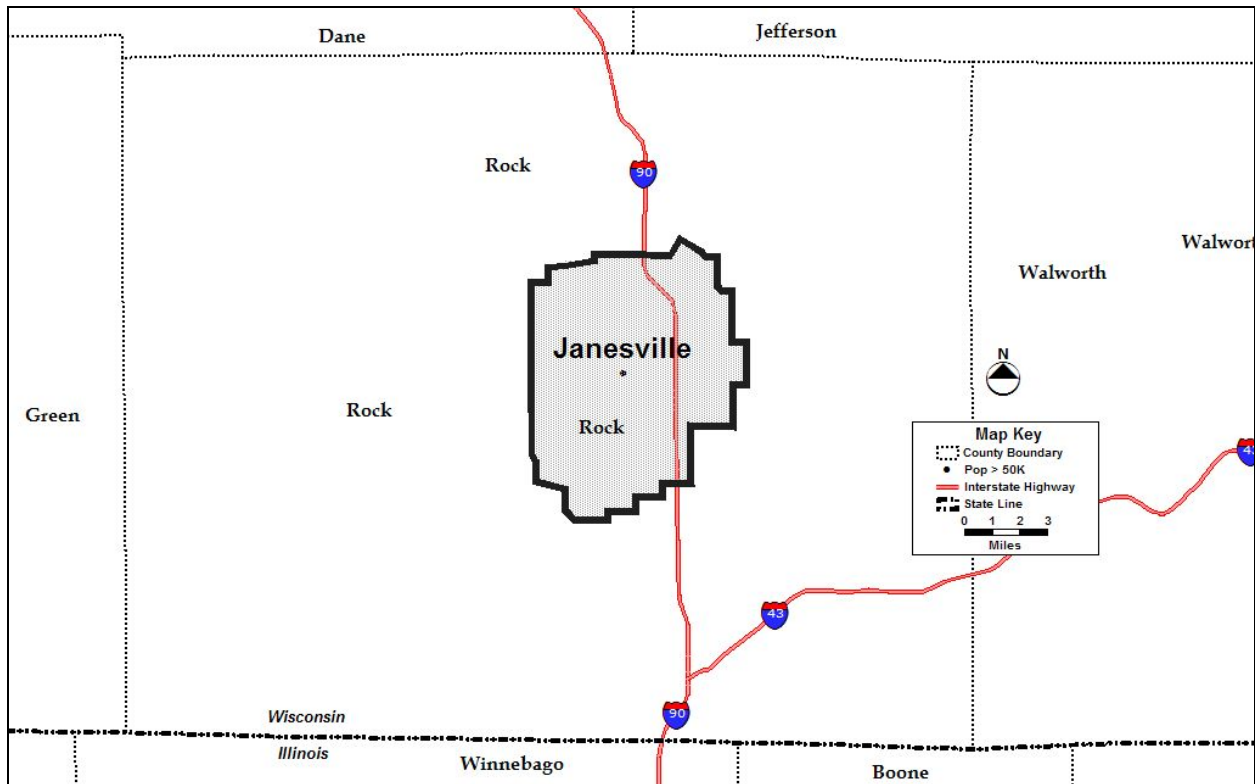 Dane
Jefferson
Rock
90
Walworth
Walwort
Janesville
N
Green
Rock
Rock
Map Key
County Boundary
Pop > 50K
Interstate Highway
State Line
0 1 2 3
Miles
43
90
Wisconsin
Illinois
Winnebago
Boone